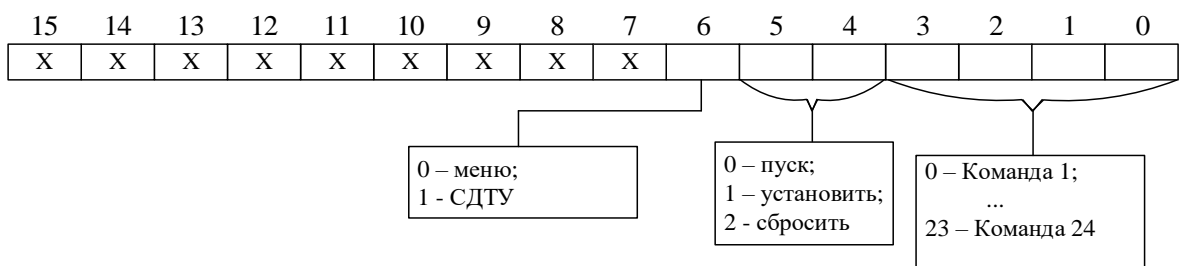 15 14 13 12 11 10 9 8 7 6 5 4 3 2 1 0
X X X X X X X X X
0 – меню;
1 - СДТУ
0 – пуск;
1 – установить;
2 - сбросить
0 – Команда 1;
...
23 – Команда 24